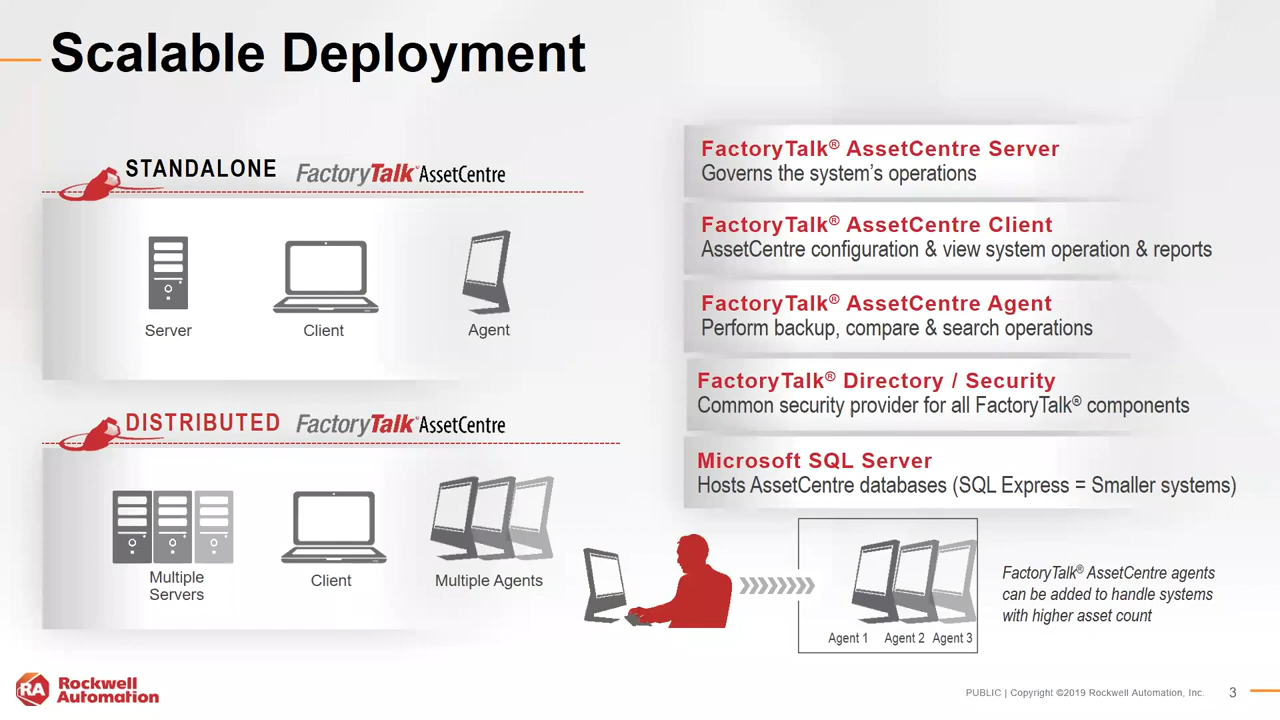 Scalable Deployment
STANDALONE FactoryTalk® AssetCentre
Server
Client
Agent
DISTRIBUTED FactoryTalk® AssetCentre
Multiple
Servers
Client
Multiple Agents
FactoryTalk® AssetCentre Server
Governs the system's operations
FactoryTalk® AssetCentre Client
AssetCentre configuration & view system operation & reports
FactoryTalk® AssetCentre Agent
Perform backup, compare & search operations
FactoryTalk® Directory / Security
Common security provider for all FactoryTalk® components
Microsoft SQL Server
Hosts AssetCentre databases (SQL Express = Smaller systems)
Agent 1
Agent 2
Agent 3
FactoryTalk® AssetCentre agents
can be added to handle systems
with higher asset count
RA
Rockwell
Automation
PUBLIC | Copyright ©2019 Rockwell Automation, Inc.
3